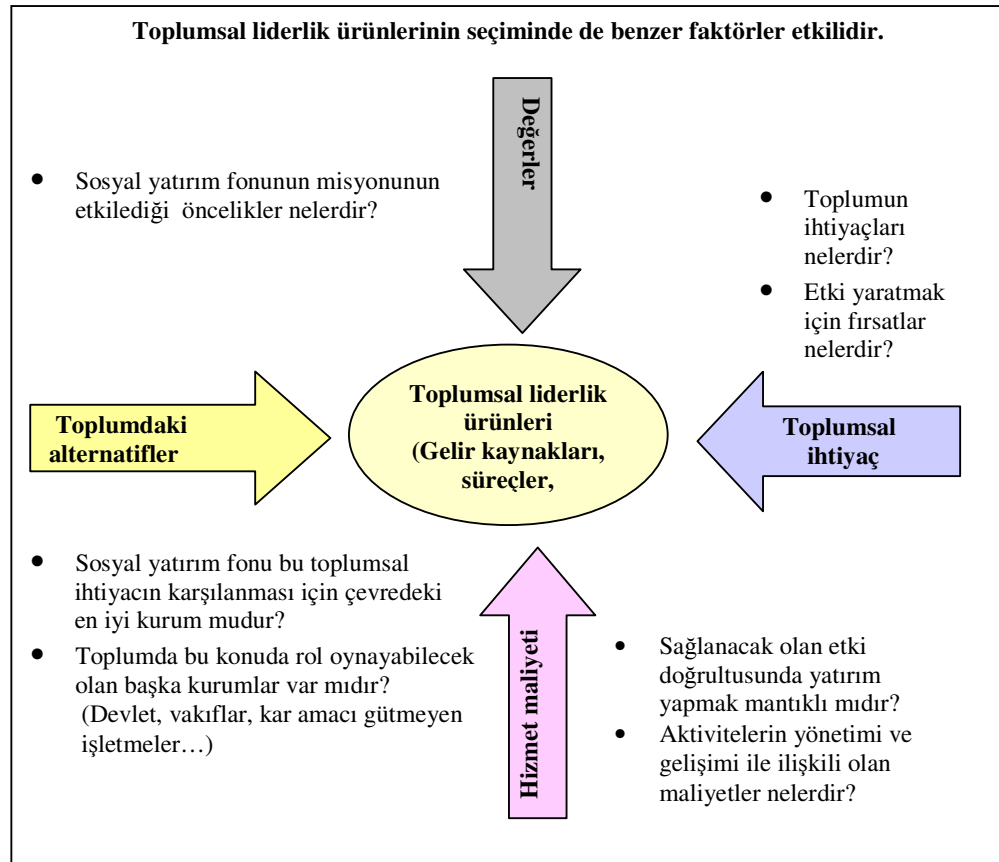 Toplumsal liderlik ürünlerinin seçiminde de benzer faktörler etkilidir.
Değerler
• Sosyal yatırım fonunun misyonunun
etkilediği  öncelikler nelerdir?
• Toplumun
ihtiyaçları
nelerdir?
• Etki yaratmak
için fırsatlar
nelerdir?
Toplumdaki
alternatifler
Toplumsal liderlik
ürünleri
(Gelir kaynakları,
süreçler,
Toplumsal
ihtiyaç
• Sosyal yatırım fonu bu toplumsal
ihtiyacın karşılanması için çevredeki
en iyi kurum mudur?
• Toplumda bu konuda rol oynayabilecek
olan başka kurumlar var mıdır?
(Devlet, vakıflar, kar amacı gütmeyen
işletmeler…)
Hizmet maliyeti
• Sağlanacak olan etki
doğrultusunda yatırım
yapmak mantıklı mıdır?
• Aktivitelerin yönetimi ve
gelişimi ile ilişkili olan
maliyetler nelerdir?